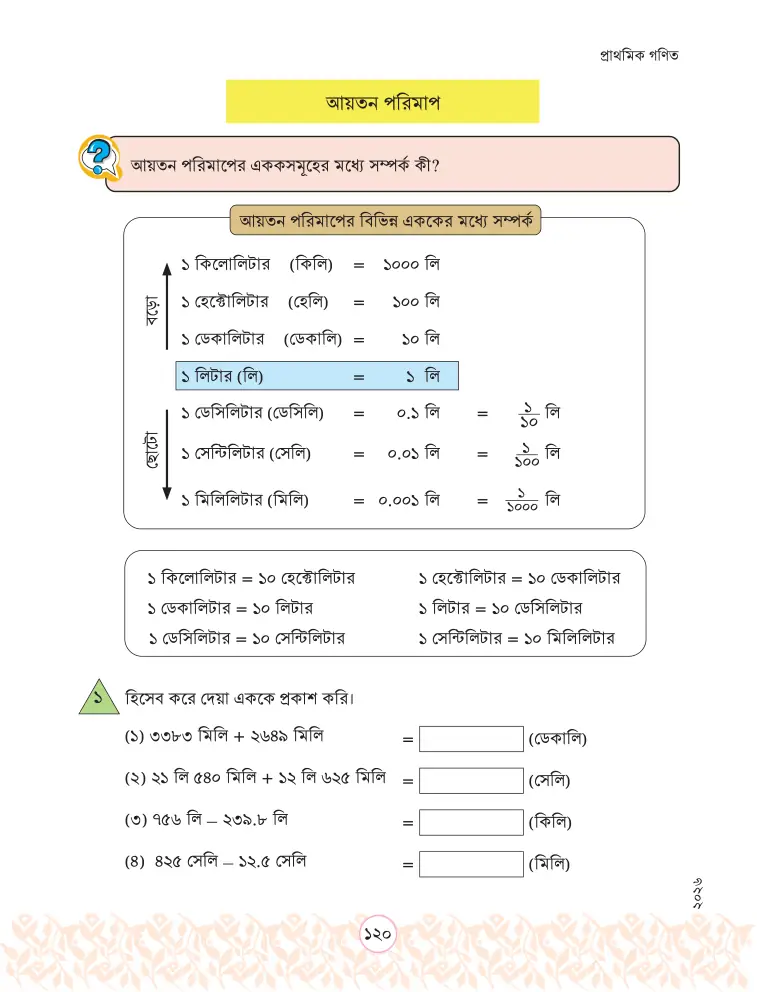 প্রাথমিক গণিত
আয়তন পরিমাপ
?
আয়তন পরিমাপের এককসমূহের মধ্যে সম্পর্ক কী?
আয়তন পরিমাপের বিভিন্ন এককের মধ্যে সম্পর্ক
বড়ো
১ কিলোলিটার (কিলি) = ১০০০ লি
১ হেক্টোলিটার (হেলি) = ১০০ লি
১ ডেকালিটার (ডেকালি) = ১০ লি
১ লিটার (লি) = ১ লি
ছোটো
১ ডেসিলিটার (ডেসিলি) = ০.১ লি = ১/১০ লি
১ সেন্টিলিটার (সেলি) = ০.০১ লি = ১/১০০ লি
১ মিলিলিটার (মিলি) = ০.০০১ লি = ১/১০০০ লি
১ কিলোলিটার = ১০ হেক্টোলিটার ১ হেক্টোলিটার = ১০ ডেকালিটার
১ ডেকালিটার = ১০ লিটার ১ লিটার = ১০ ডেসিলিটার
১ ডেসিলিটার = ১০ সেন্টিলিটার ১ সেন্টিলিটার = ১০ মিলিলিটার
১ হিসেব করে দেয়া এককে প্রকাশ করি।
(১) ৩৩৮৩ মিলি + ২৬৪৯ মিলি = (ডেকালি)
(২) ২১ লি ৫৪০ মিলি + ১২ লি ৬২৫ মিলি = (সেলি)
(৩) ৭৫৬ লি – ২৩৯.৮ লি = (কিলি)
(৪) ৪২৫ সেলি – ১২.৫ সেলি = (মিলি)
২০২৬
১২০